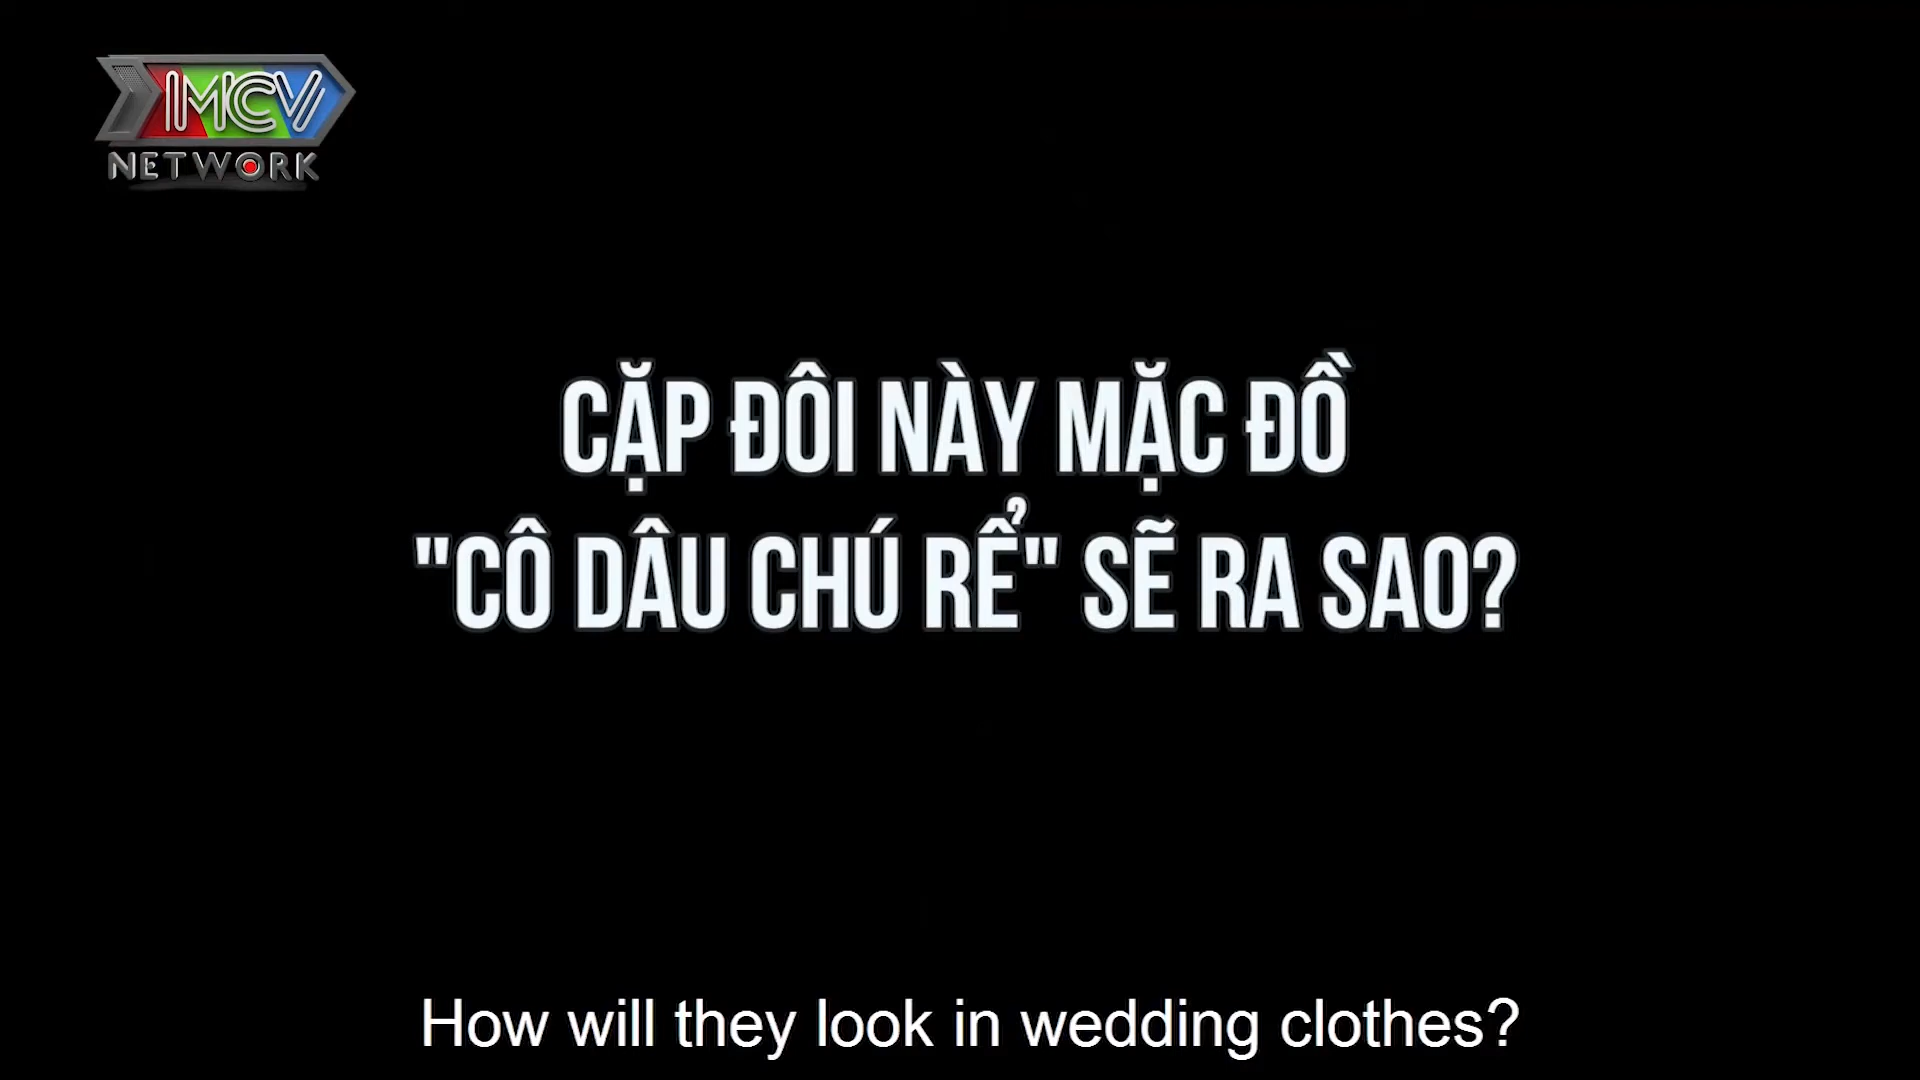 MCV
NETWORK
CẶP ĐÔI NÀY MẶC ĐỒ
"CÔ DÂU CHÚ RỂ" SẼ RA SAO?
How will they look in wedding clothes?